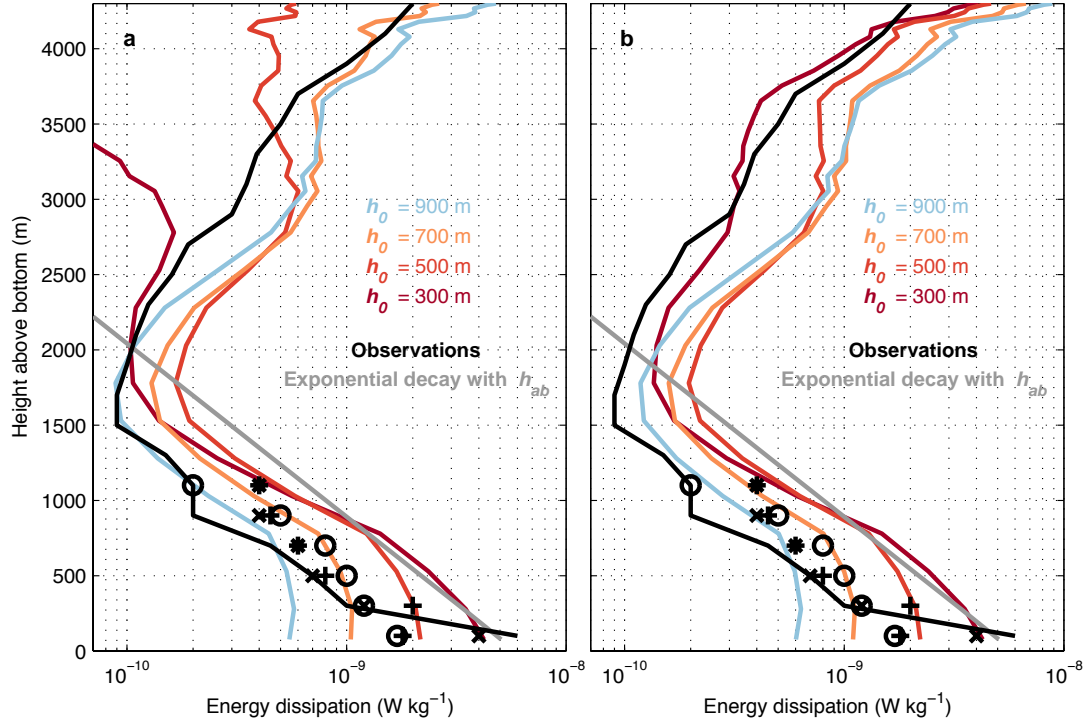 a
b
4000
3500
3000
2500
2000
1500
1000
500
0
Height above bottom (m)
h0 = 900 m
h0 = 700 m
h0 = 500 m
h0 = 300 m
Observations
Exponential decay with hab
h0 = 900 m
h0 = 700 m
h0 = 500 m
h0 = 300 m
Observations
Exponential decay with hab
10−10
10−9
10−8
10−10
10−9
10−8
Energy dissipation (W kg−1)
Energy dissipation (W kg−1)